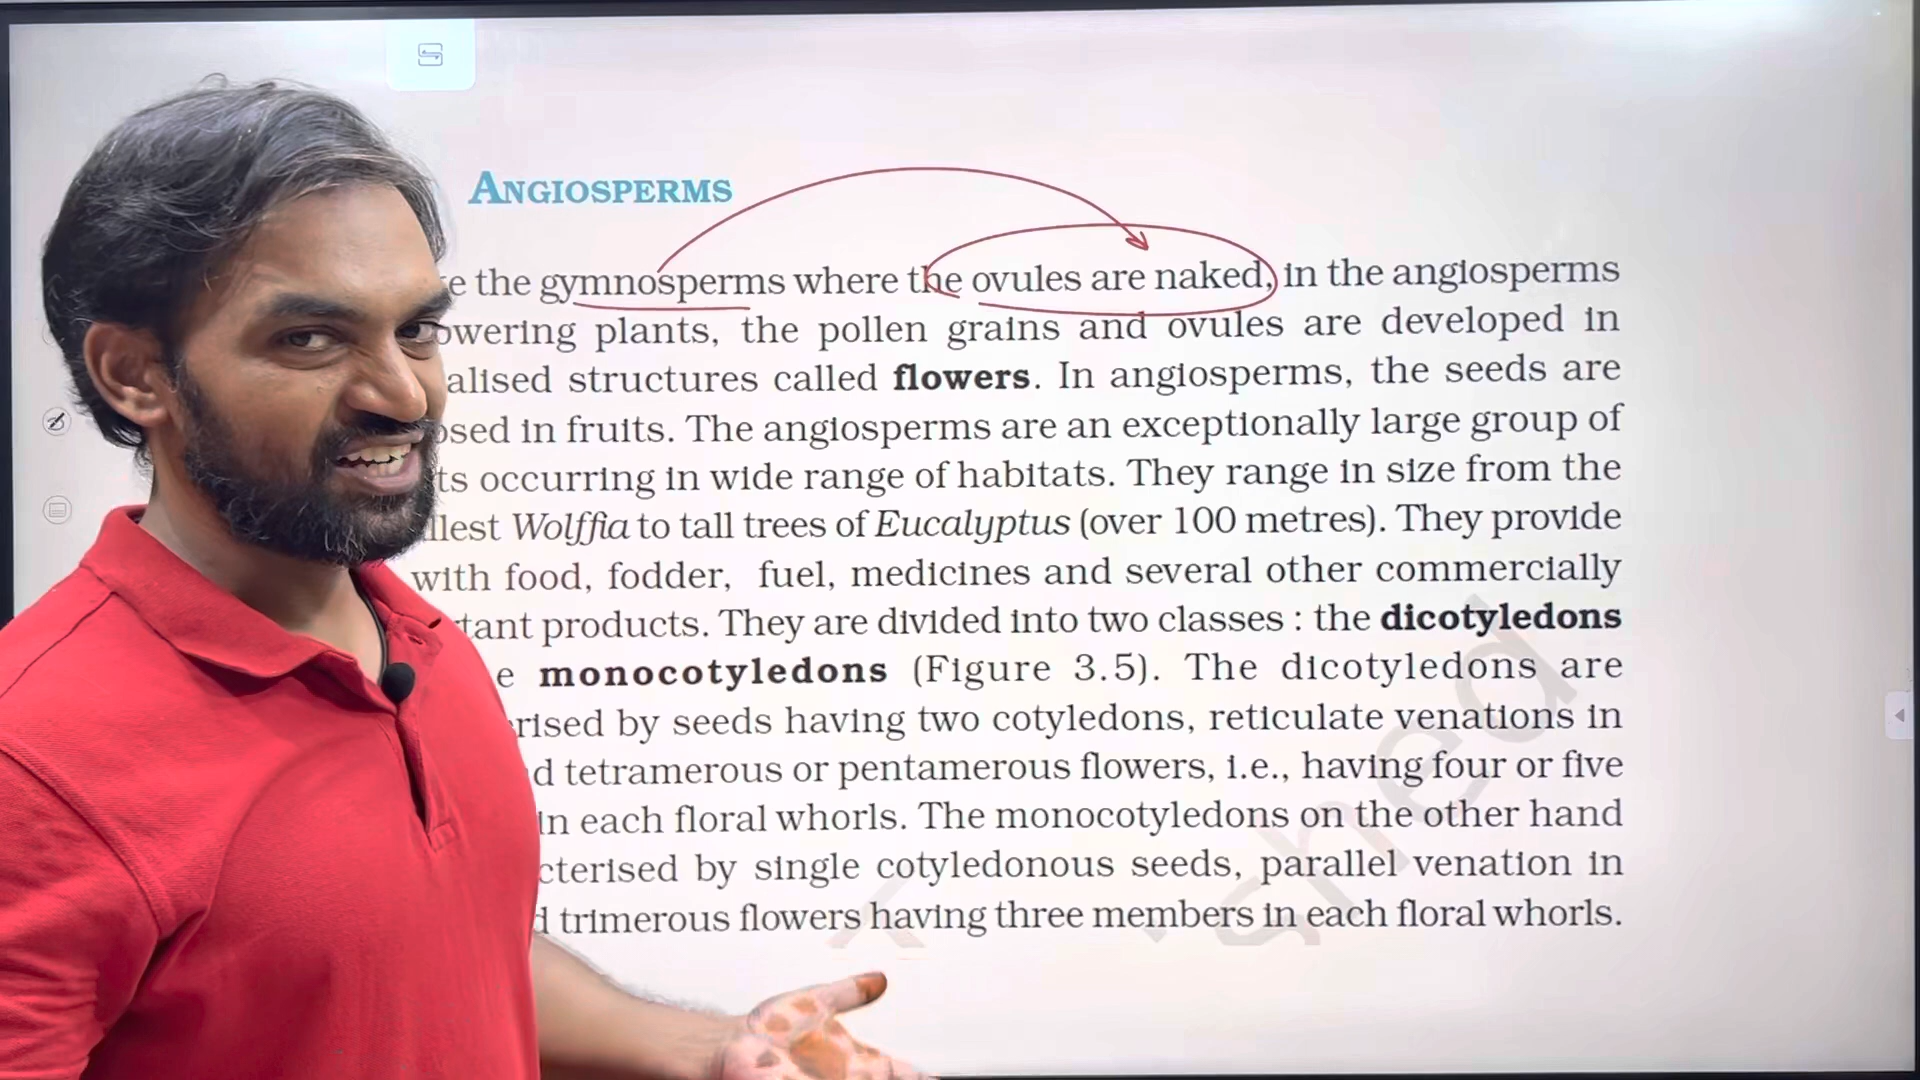 ANGIOSPERMS
e the gymnosperms where the ovules are naked, in the angiosperms
owering plants, the pollen grains and ovules are developed in
alised structures called flowers. In angiosperms, the seeds are
osed in fruits. The angiosperms are an exceptionally large group of
ts occurring in wide range of habitats. They range in size from the
llest Wolffia to tall trees of Eucalyptus (over 100 metres). They provide
with food, fodder, fuel, medicines and several other commercially
tant products. They are divided into two classes : the dicotyledons
e monocotyledons (Figure 3.5). The dicotyledons are
rised by seeds having two cotyledons, reticulate venations in
d tetramerous or pentamerous flowers, i.e., having four or five
in each floral whorls. The monocotyledons on the other hand
cterised by single cotyledonous seeds, parallel venation in
d trimerous flowers having three members in each floral whorls.
shed